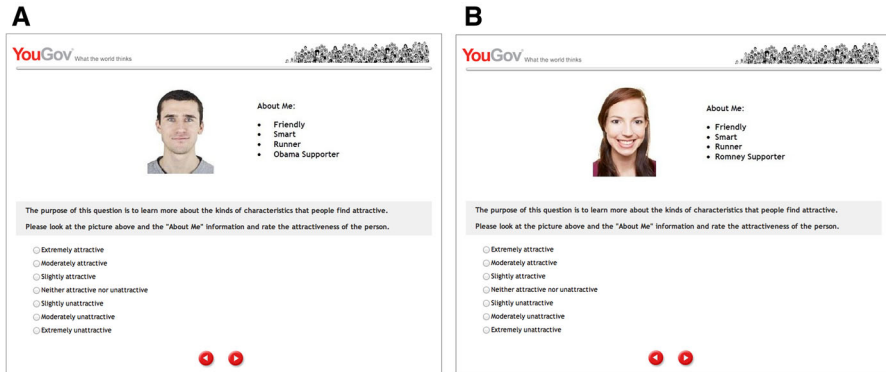 A
YouGov What the world thinks
About Me:
• Friendly
• Smart
• Runner
• Obama Supporter
The purpose of this question is to learn more about the kinds of characteristics that people find attractive.
Please look at the picture above and the "About Me" information and rate the attractiveness of the person.
Extremely attractive
Moderately attractive
Slightly attractive
Neither attractive nor unattractive
Slightly unattractive
Moderately unattractive
Extremely unattractive
B
YouGov What the world thinks
About Me:
• Friendly
• Smart
• Runner
• Romney Supporter
The purpose of this question is to learn more about the kinds of characteristics that people find attractive.
Please look at the picture above and the "About Me" information and rate the attractiveness of the person.
Extremely attractive
Moderately attractive
Slightly attractive
Neither attractive nor unattractive
Slightly unattractive
Moderately unattractive
Extremely unattractive